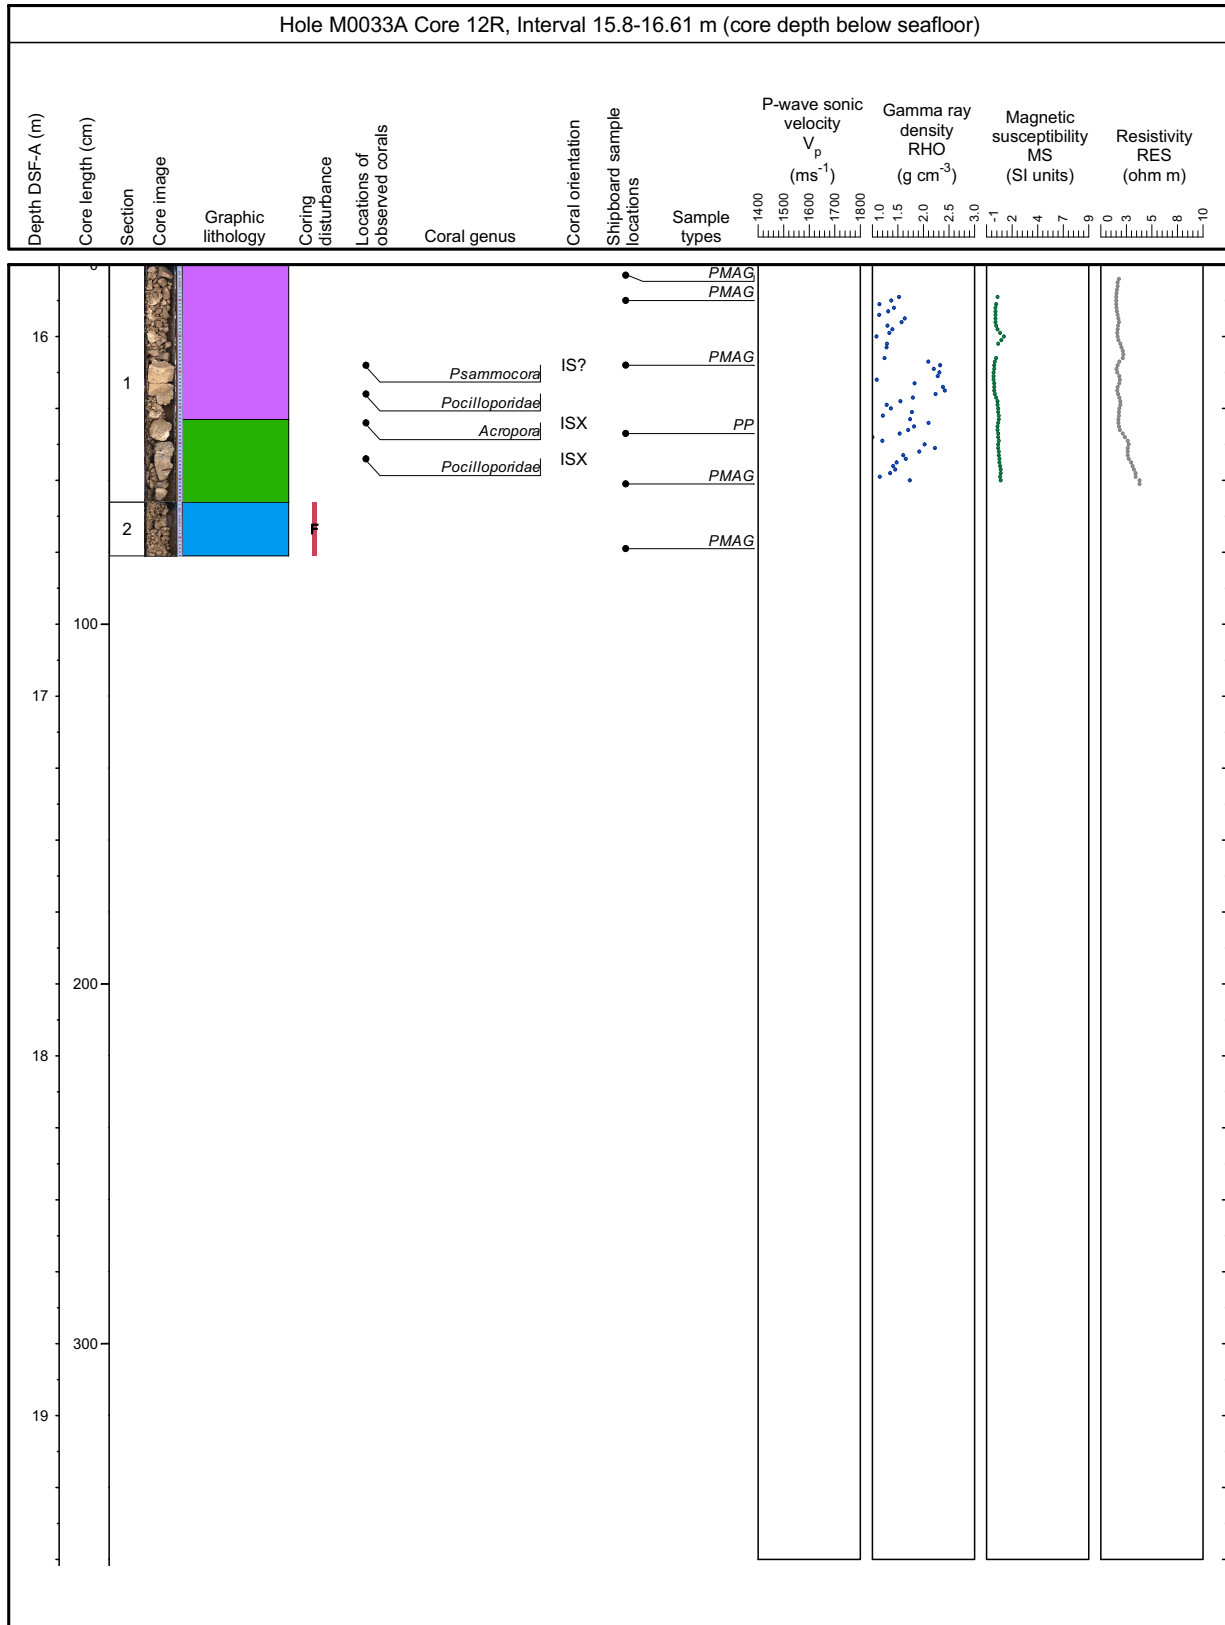 Hole M0033A Core 12R, Interval 15.8-16.61 m (core depth below seafloor)
Depth DSF-A (m)
Core length (cm)
Section
Core image
Graphic
lithology
Coring
disturbance
Locations of
observed corals
Coral genus
Coral orientation
Shipboard sample
locations
Sample
types
P-wave sonic
velocity
Vp
(ms-1)
1400 1500 1600 1700 1800
Gamma ray
density
RHO
(g cm-3)
1.0 1.5 2.0 2.5 3.0
Magnetic
susceptibility
MS
(SI units)
-1 2 4 7 9
Resistivity
RES
(ohm m)
0 3 5 8 10
0
PMAG
PMAG
16
PMAG
Psammocora IS?
1
Pocilloporidae
Acropora ISX
PP
Pocilloporidae ISX
PMAG
2 F
PMAG
100
17
200
18
300
19